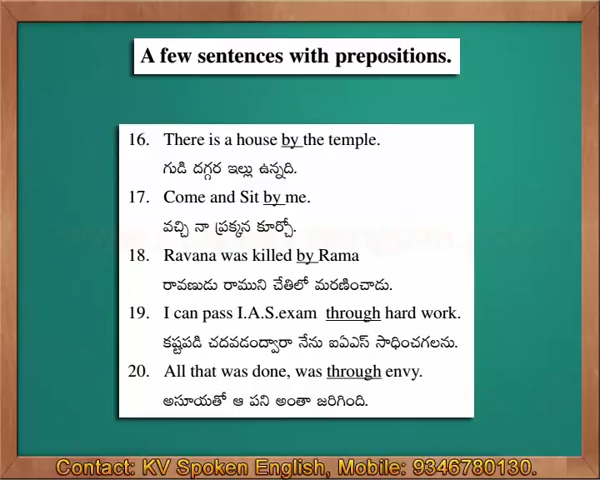 A few sentences with prepositions.
16. There is a house by the temple.
గుడి దగ్గర ఇల్లు ఉన్నది.
17. Come and Sit by me.
వచ్చి నా ప్రక్కన కూర్చో.
18. Ravana was killed by Rama
రావణుడు రాముని చేతిలో మరణించాడు.
19. I can pass I.A.S.exam through hard work.
కష్టపడి చదవడంద్వారా నేను ఐఏఎస్ సాధించగలను.
20. All that was done, was through envy.
అసూయతో ఆ పని అంతా జరిగింది.
Contact: KV Spoken English, Mobile: 9346780130.